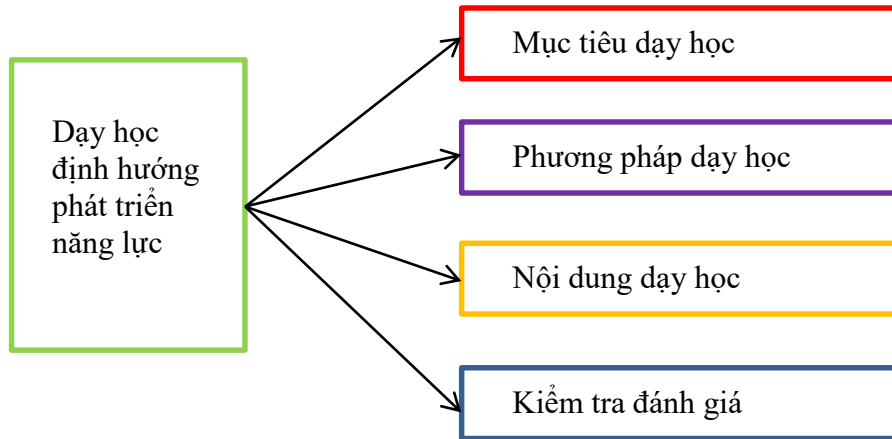 Dạy học
định hướng
phát triển
năng lực
Mục tiêu dạy học
Phương pháp dạy học
Nội dung dạy học
Kiểm tra đánh giá